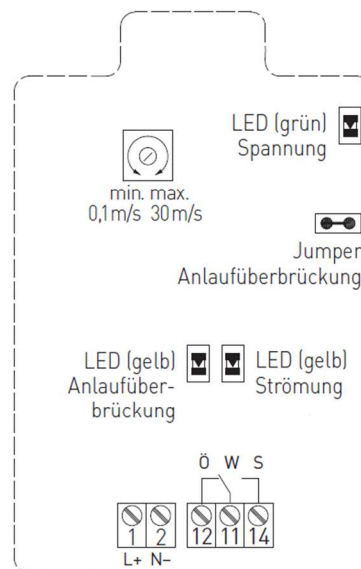 LED (grün)
Spannung
min. max.
0,1m/s 30m/s
Jumper
Anlaufüberbrückung
LED (gelb)
Anlaufüber-
brückung
LED (gelb)
Strömung
Ö W S
1 2 12 11 14
L+ N–